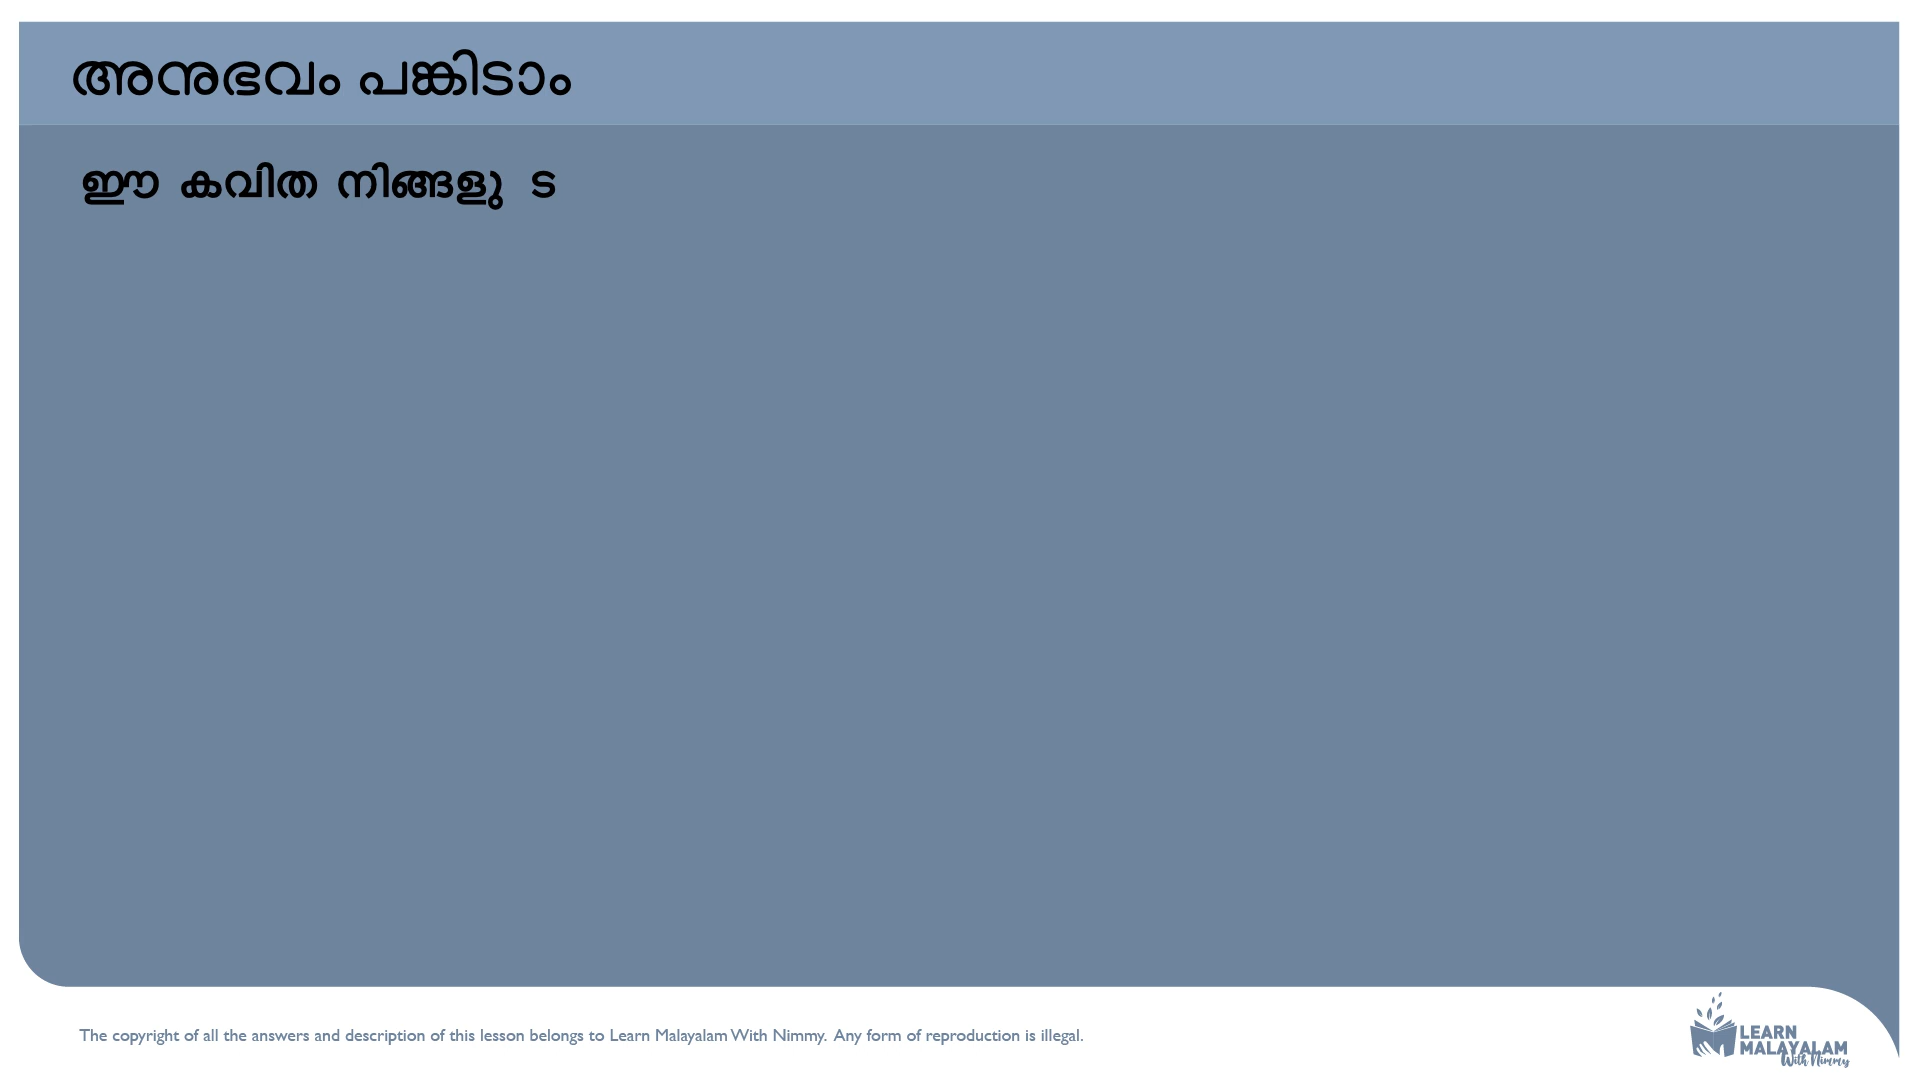 അനുഭവം പങ്കിടാം
ഈ കവിത നിങ്ങളു ട
The copyright of all the answers and description of this lesson belongs to Learn Malayalam With Nimmy. Any form of reproduction is illegal.
LEARN
MALAYALAM
With Nimmy